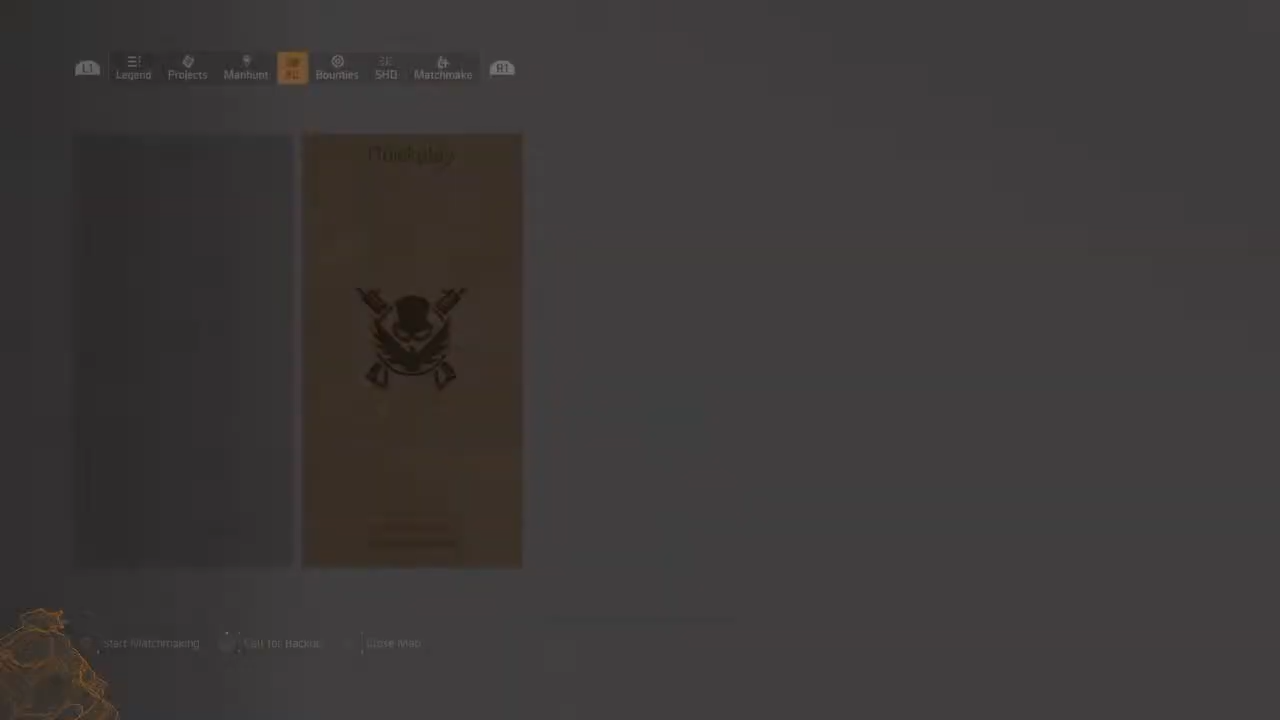 L1 Legend Projects Manhunt Bounties SHD Matchmake R1
Quickplay
Start Matchmaking Call for Backup Close Map